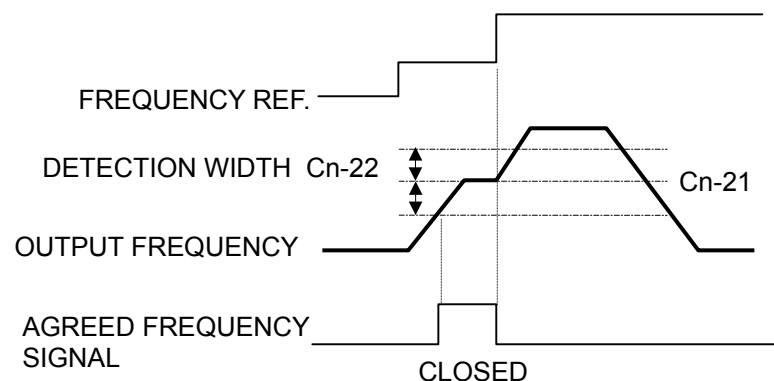 FREQUENCY REF.
DETECTION WIDTH Cn-22
Cn-21
OUTPUT FREQUENCY
AGREED FREQUENCY
SIGNAL
CLOSED